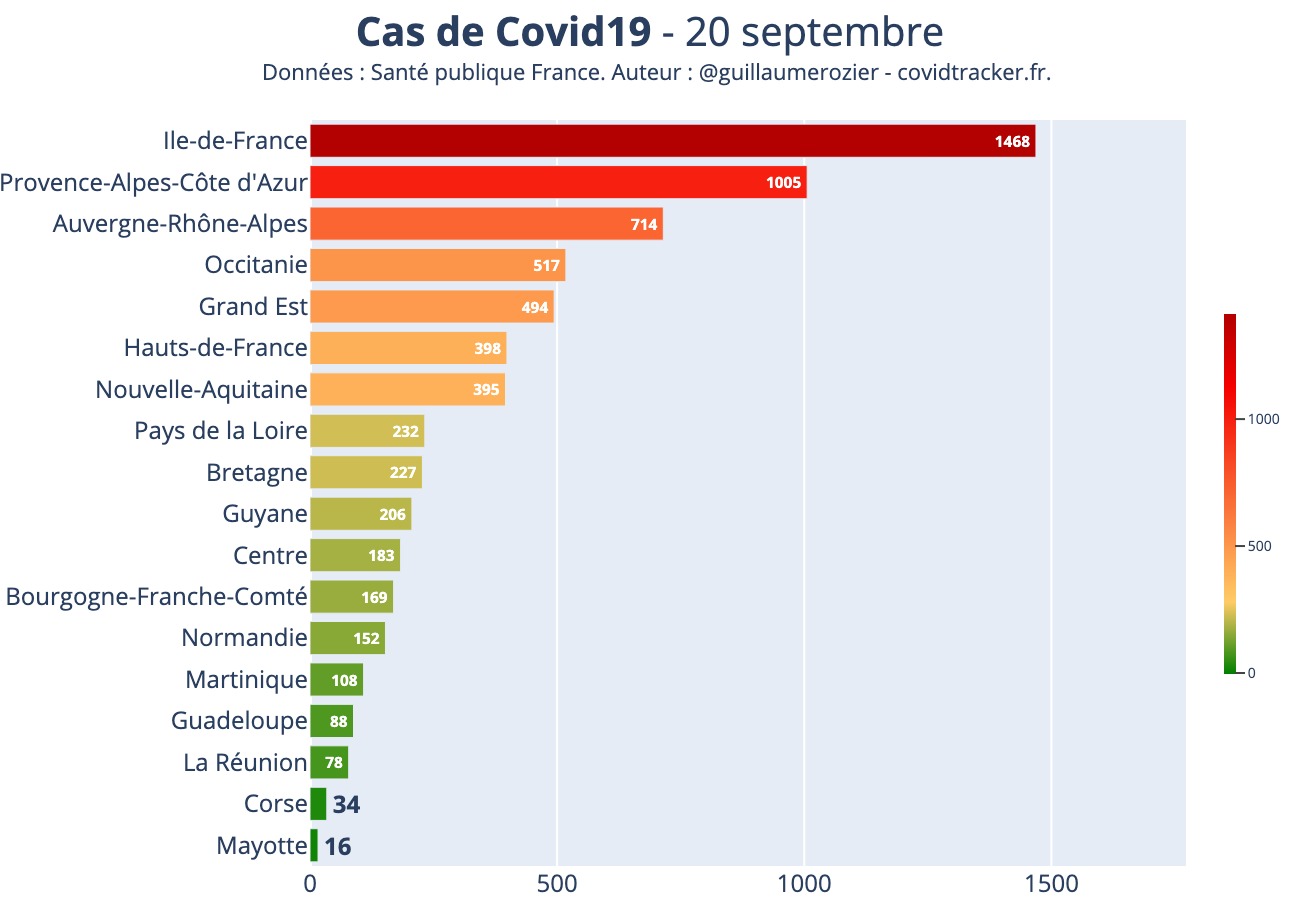 Cas de Covid19 - 20 septembre
Données : Santé publique France. Auteur : @guillaumerozier - covidtracker.fr.
Ile-de-France 1468
Provence-Alpes-Côte d'Azur 1005
Auvergne-Rhône-Alpes 714
Occitanie 517
Grand Est 494
Hauts-de-France 398
Nouvelle-Aquitaine 395
Pays de la Loire 232
Bretagne 227
Guyane 206
Centre 183
Bourgogne-Franche-Comté 169
Normandie 152
Martinique 108
Guadeloupe 88
La Réunion 78
Corse 34
Mayotte 16
0 500 1000 1500
1000
500
0